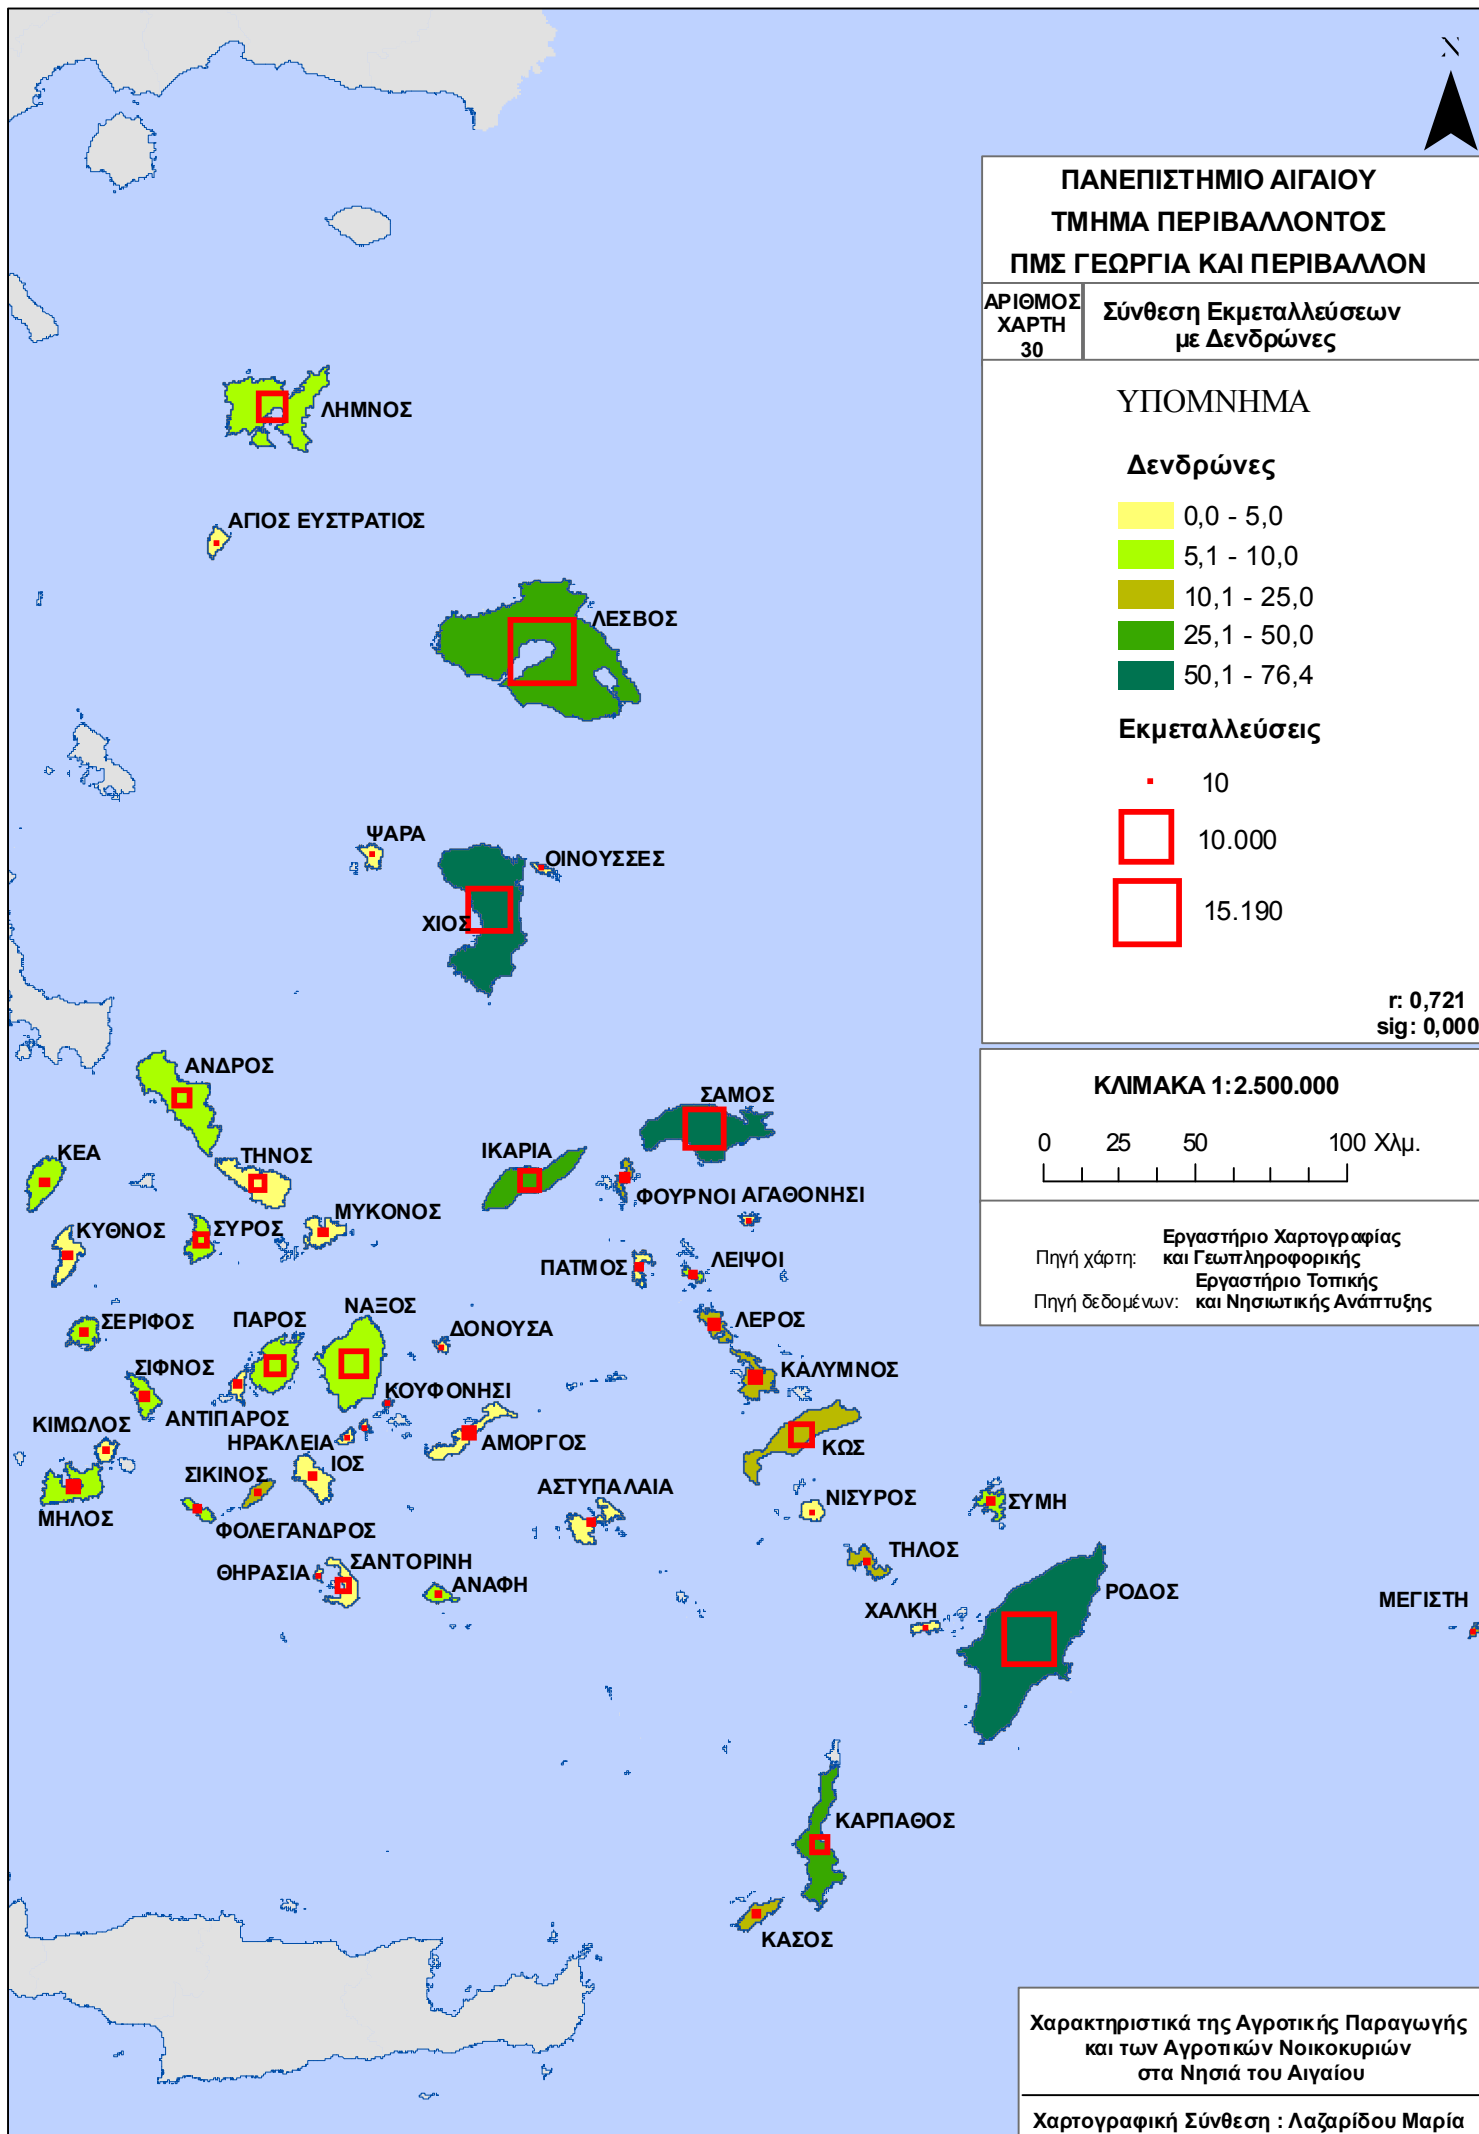 N
ΠΑΝΕΠΙΣΤΗΜΙΟ ΑΙΓΑΙΟΥ
ΤΜΗΜΑ ΠΕΡΙΒΑΛΛΟΝΤΟΣ
ΠΜΣ ΓΕΩΡΓΙΑ ΚΑΙ ΠΕΡΙΒΑΛΛΟΝ
ΑΡΙΘΜΟΣ
ΧΑΡΤΗ
30
Σύνθεση Εκμεταλλεύσεων
με Δενδρώνες
ΥΠΟΜΝΗΜΑ
Δενδρώνες
0,0 - 5,0
5,1 - 10,0
10,1 - 25,0
25,1 - 50,0
50,1 - 76,4
Εκμεταλλεύσεις
10
10.000
15.190
r: 0,721
sig: 0,000
ΚΛΙΜΑΚΑ 1:2.500.000
0 25 50 100 Χλμ.
Πηγή χάρτη: Εργαστήριο Χαρτογραφίας
και Γεωπληροφορικής
Πηγή δεδομένων: Εργαστήριο Τοπικής
και Νησιωτικής Ανάπτυξης
ΛΗΜΝΟΣ
ΑΓΙΟΣ ΕΥΣΤΡΑΤΙΟΣ
ΛΕΣΒΟΣ
ΨΑΡΑ
ΟΙΝΟΥΣΣΕΣ
ΧΙΟΣ
ΑΝΔΡΟΣ
ΣΑΜΟΣ
ΚΕΑ
ΤΗΝΟΣ
ΙΚΑΡΙΑ
ΦΟΥΡΝΟΙ
ΑΓΑΘΟΝΗΣΙ
ΚΥΘΝΟΣ
ΣΥΡΟΣ
ΜΥΚΟΝΟΣ
ΠΑΤΜΟΣ
ΛΕΙΨΟΙ
ΣΕΡΙΦΟΣ
ΠΑΡΟΣ
ΝΑΞΟΣ
ΔΟΝΟΥΣΑ
ΛΕΡΟΣ
ΣΙΦΝΟΣ
ΚΑΛΥΜΝΟΣ
ΚΟΥΦΟΝΗΣΙ
ΑΝΤΙΠΑΡΟΣ
ΚΙΜΩΛΟΣ
ΗΡΑΚΛΕΙΑ
ΑΜΟΡΓΟΣ
ΚΩΣ
ΙΟΣ
ΣΙΚΙΝΟΣ
ΑΣΤΥΠΑΛΑΙΑ
ΝΙΣΥΡΟΣ
ΣΥΜΗ
ΜΗΛΟΣ
ΦΟΛΕΓΑΝΔΡΟΣ
ΤΗΛΟΣ
ΣΑΝΤΟΡΙΝΗ
ΘΗΡΑΣΙΑ
ΑΝΑΦΗ
ΡΟΔΟΣ
ΜΕΓΙΣΤΗ
ΧΑΛΚΗ
ΚΑΡΠΑΘΟΣ
ΚΑΣΟΣ
Χαρακτηριστικά της Αγροτικής Παραγωγής
και των Αγροτικών Νοικοκυριών
στα Νησιά του Αιγαίου
Χαρτογραφική Σύνθεση : Λαζαρίδου Μαρία